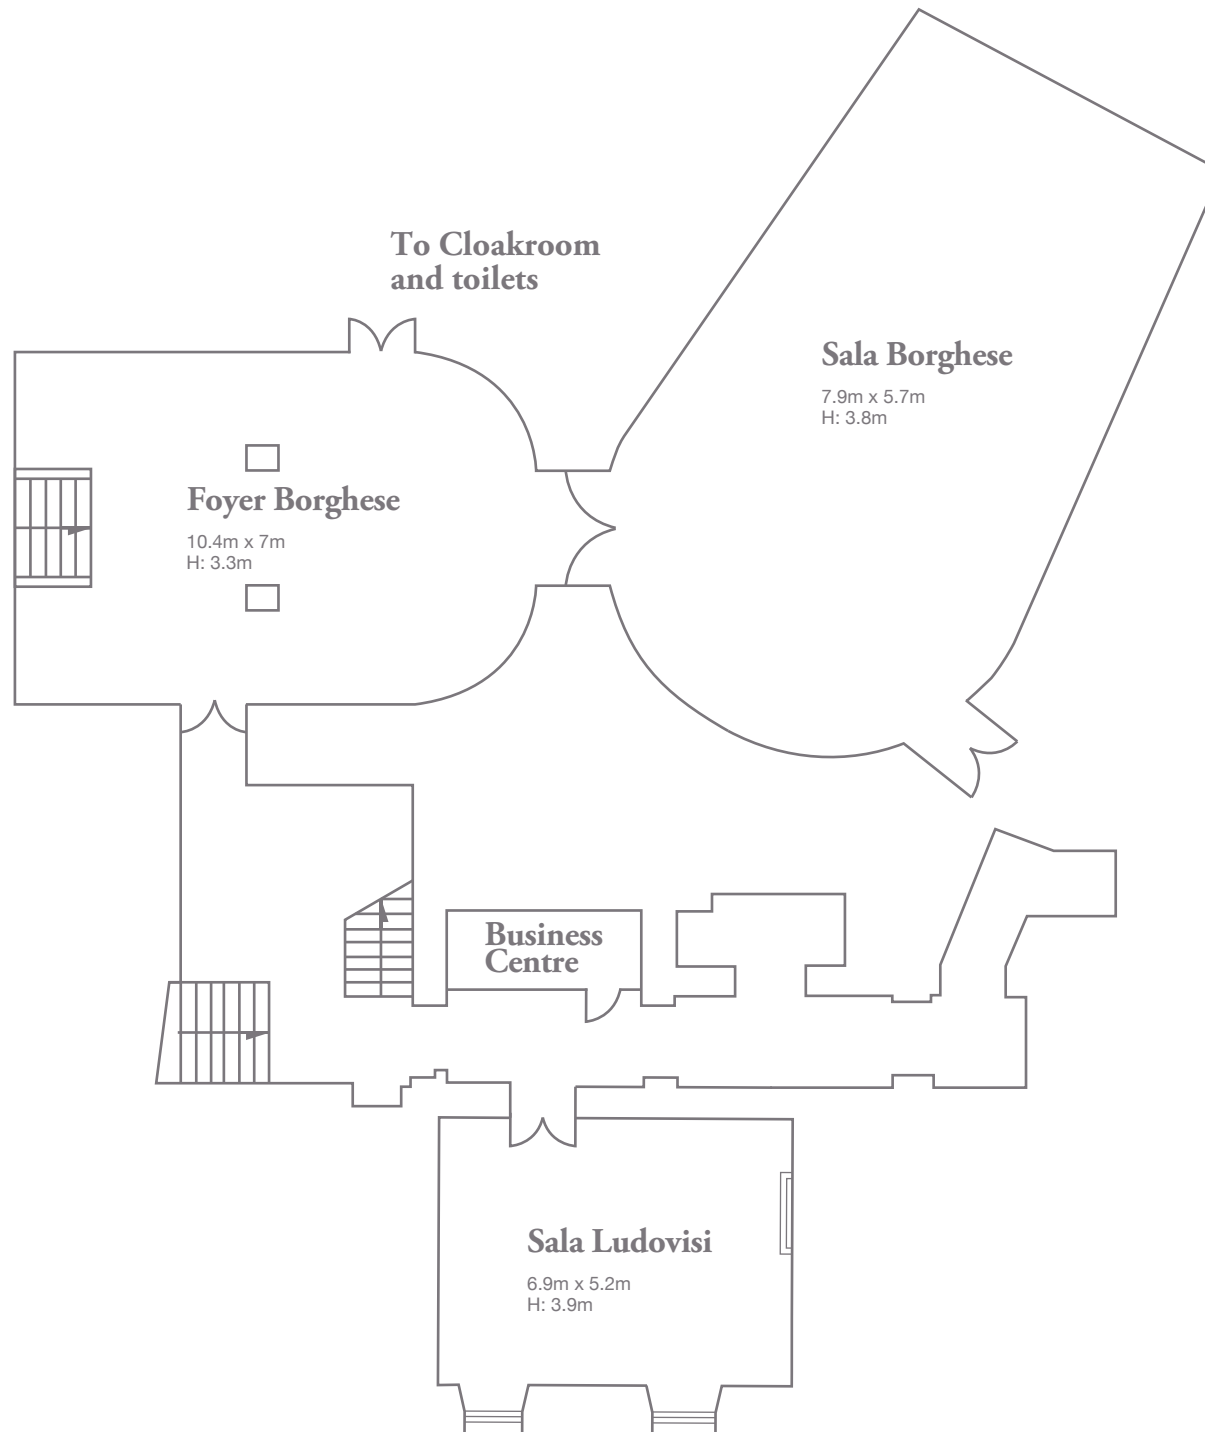 To Cloakroom
and toilets
Sala Borghese
7.9m x 5.7m
H: 3.8m
Foyer Borghese
10.4m x 7m
H: 3.3m
Business
Centre
Sala Ludovisi
6.9m x 5.2m
H: 3.9m